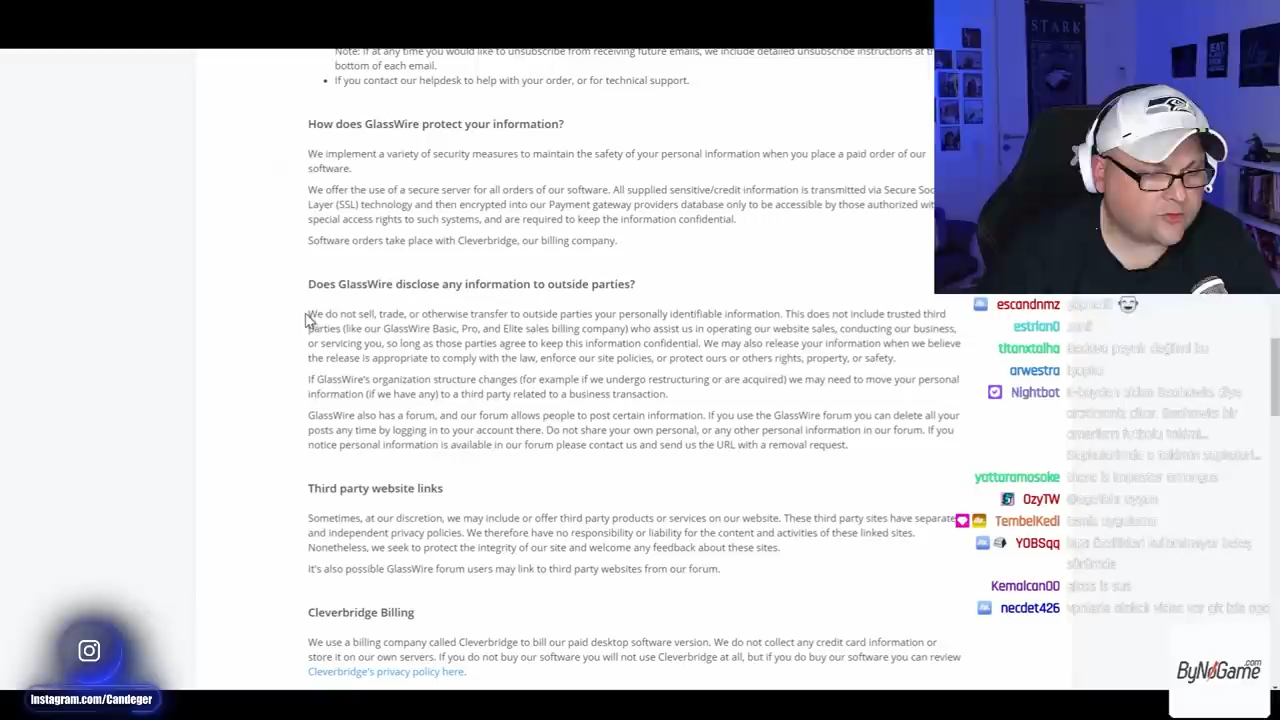 Note: If at any time you would like to unsubscribe from receiving future emails, we include detailed unsubscribe instructions at th
bottom of each email.
• If you contact our helpdesk to help with your order, or for technical support.
How does GlassWire protect your information?
We implement a variety of security measures to maintain the safety of your personal information when you place a paid order of our
software.
We offer the use of a secure server for all orders of our software. All supplied sensitive/credit information is transmitted via Secure Soc
Layer (SSL) technology and then encrypted into our Payment gateway providers database only to be accessible by those authorized wit
special access rights to such systems, and are required to keep the information confidential.
Software orders take place with Cleverbridge, our billing company.
Does GlassWire disclose any information to outside parties?
We do not sell, trade, or otherwise transfer to outside parties your personally identifiable information. This does not include trusted third
parties (like our GlassWire Basic, Pro, and Elite sales billing company) who assist us in operating our website sales, conducting our business,
or servicing you, so long as those parties agree to keep this information confidential. We may also release your information when we believe
the release is appropriate to comply with the law, enforce our site policies, or protect ours or others rights, property, or safety.
If GlassWire's organization structure changes (for example if we undergo restructuring or are acquired) we may need to move your personal
information (if we have any) to a third party related to a business transaction.
GlassWire also has a forum, and our forum allows people to post certain information. If you use the GlassWire forum you can delete all your
posts any time by logging in to your account there. Do not share your own personal, or any other personal information in our forum. If you
notice personal information is available in our forum please contact us and send us the URL with a removal request.
Third party website links
Sometimes, at our discretion, we may include or offer third party products or services on our website. These third party sites have separate
and independent privacy policies. We therefore have no responsibility or liability for the content and activities of these linked sites.
Nonetheless, we seek to protect the integrity of our site and welcome any feedback about these sites.
It's also possible GlassWire forum users may link to third party websites from our forum.
Cleverbridge Billing
We use a billing company called Cleverbridge to bill our paid desktop software version. We do not collect any credit card information or
store it on our own servers. If you do not buy our software you will not use Cleverbridge at all, but if you do buy our software you can review
Cleverbridge's privacy policy here.
STARK
escandnmz
estrian0
titanxtalha
arwestra
Nightbot
yattaramosoke there is impostor amongus
OzyTW
TembelKedi
YOBSqq
Kemalcan00
necdet426
Instagram.com/Candeger
ByNoGame.com